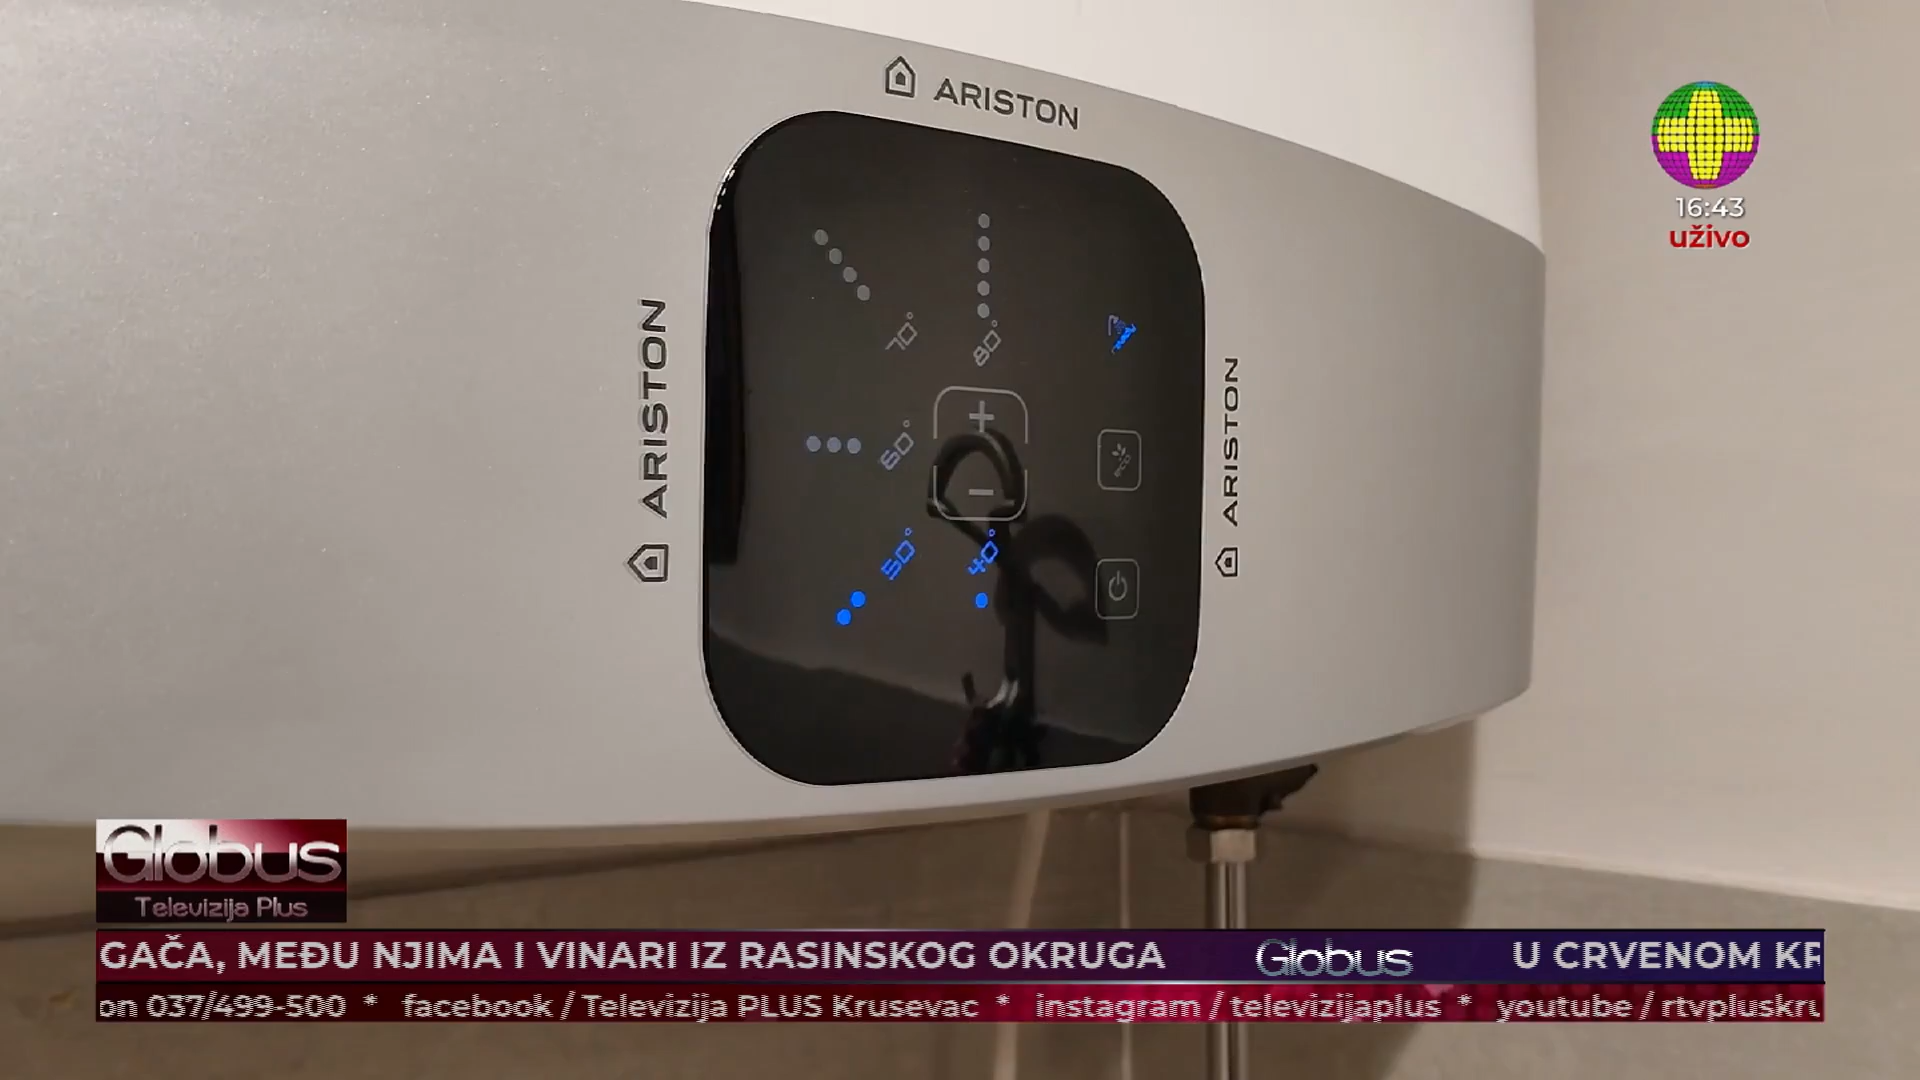 ARISTON
16:43
uživo
ARISTON
ARISTON
70°
80°
60°
+
−
50°
40°
Globus
Televizija Plus
GAČA, MEĐU NJIMA I VINARI IZ RASINSKOG OKRUGA Globus U CRVENOM KR
on 037/499-500 * facebook / Televizija PLUS Krusevac * instagram / televizijaplus * youtube / rtvpluskru